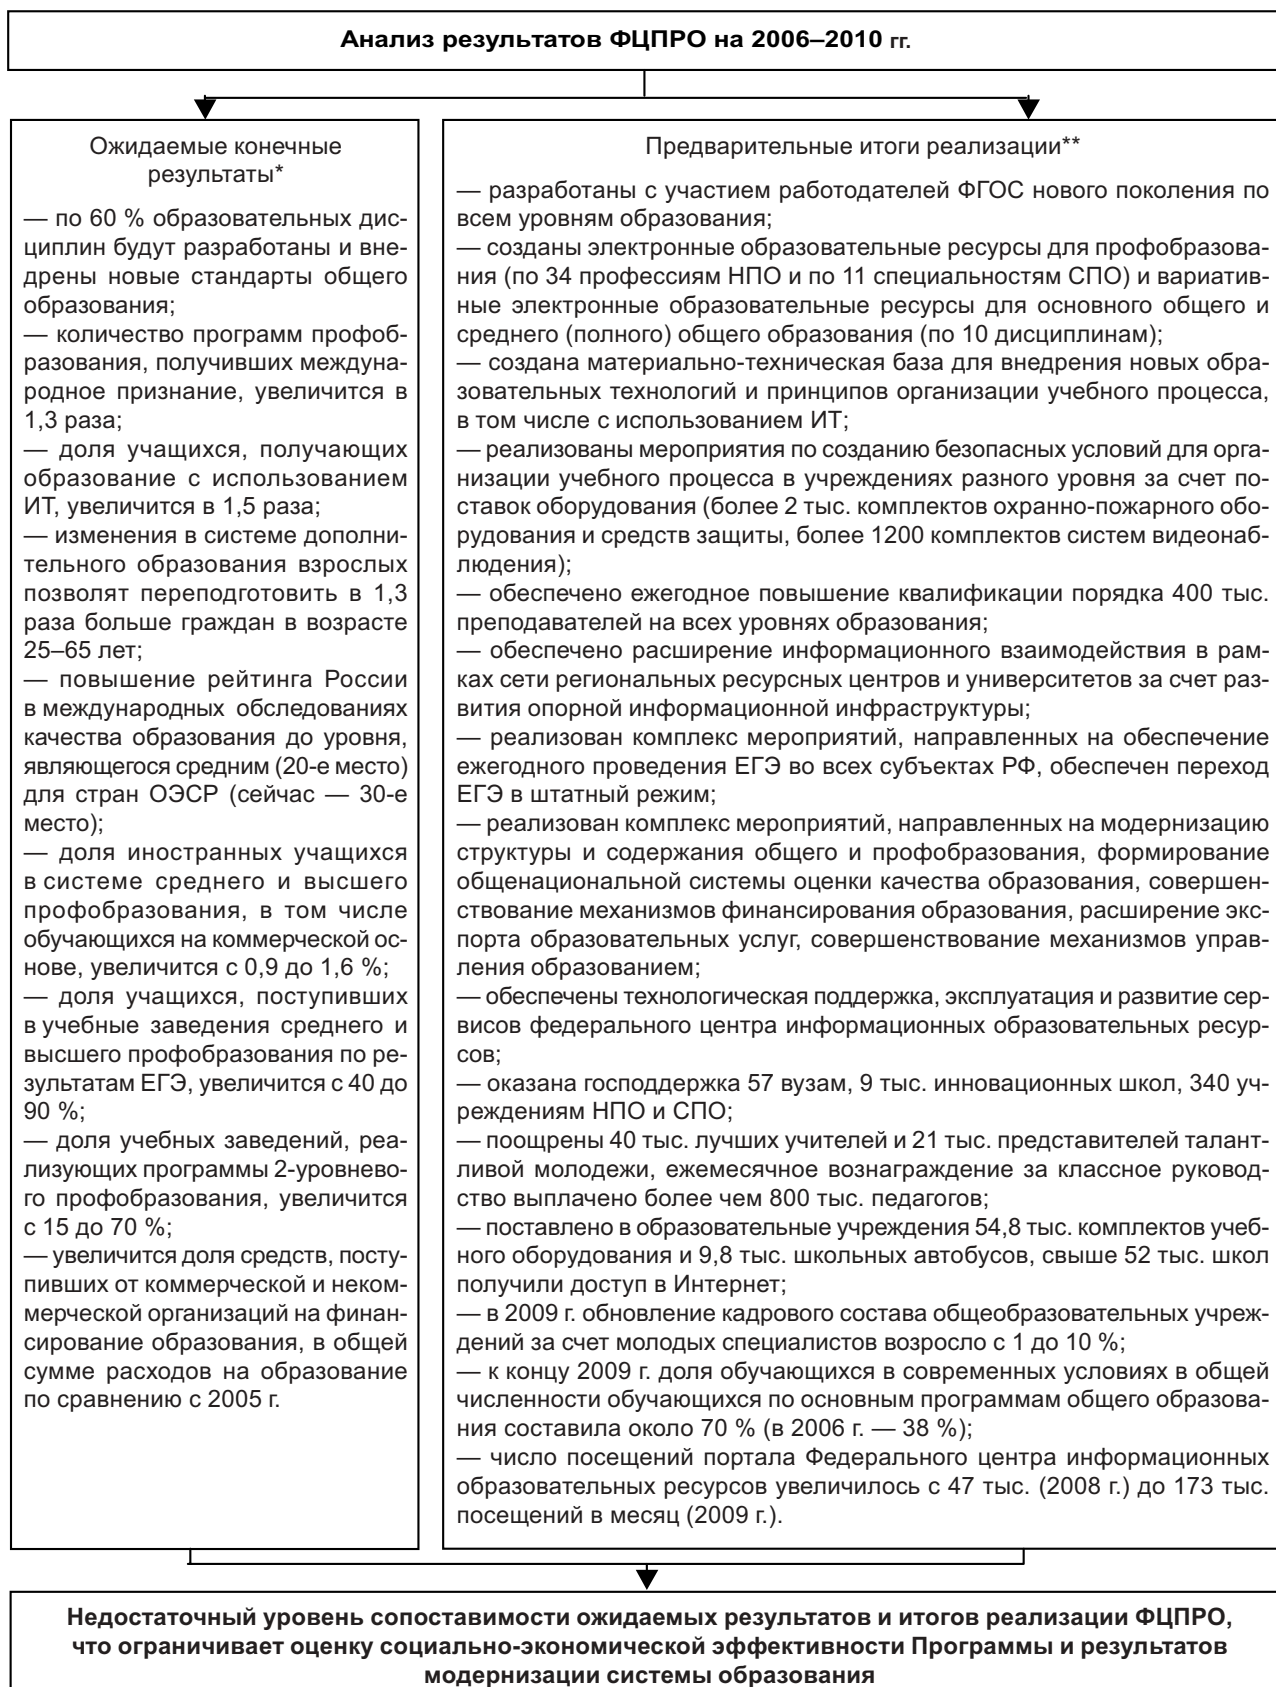 Анализ результатов ФЦПРО на 2006–2010 гг.
Ожидаемые конечные
результаты*
— по 60 % образовательных дис-
циплин будут разработаны и вне-
дрены новые стандарты общего
образования;
— количество программ профоб-
разования, получивших междуна-
родное признание, увеличится в
1,3 раза;
— доля учащихся, получающих
образование с использованием
ИТ, увеличится в 1,5 раза;
— изменения в системе дополни-
тельного образования взрослых
позволят переподготовить в 1,3
раза больше граждан в возрасте
25–65 лет;
— повышение рейтинга России
в международных обследованиях
качества образования до уровня,
являющегося средним (20-е место)
для стран ОЭСР (сейчас — 30-е
место);
— доля иностранных учащихся
в системе среднего и высшего
профобразования, в том числе
обучающихся на коммерческой ос-
нове, увеличится с 0,9 до 1,6 %;
— доля учащихся, поступивших
в учебные заведения среднего и
высшего профобразования по ре-
зультатам ЕГЭ, увеличится с 40 до
90 %;
— доля учебных заведений, реа-
лизующих программы 2-уровнево-
го профобразования, увеличится
с 15 до 70 %;
— увеличится доля средств, посту-
пивших от коммерческой и неком-
мерческой организаций на финан-
сирование образования, в общей
сумме расходов на образование
по сравнению с 2005 г.
Предварительные итоги реализации**
— разработаны с участием работодателей ФГОС нового поколения по
всем уровням образования;
— созданы электронные образовательные ресурсы для профобразова-
ния (по 34 профессиям НПО и по 11 специальностям СПО) и вариатив-
ные электронные образовательные ресурсы для основного общего и
среднего (полного) общего образования (по 10 дисциплинам);
— создана материально-техническая база для внедрения новых обра-
зовательных технологий и принципов организации учебного процесса,
в том числе с использованием ИТ;
— реализованы мероприятия по созданию безопасных условий для орга-
низации учебного процесса в учреждениях разного уровня за счет по-
ставок оборудования (более 2 тыс. комплектов охранно-пожарного обо-
рудования и средств защиты, более 1200 комплектов систем видеонаб-
людения);
— обеспечено ежегодное повышение квалификации порядка 400 тыс.
преподавателей на всех уровнях образования;
— обеспечено расширение информационного взаимодействия в рам-
ках сети региональных ресурсных центров и университетов за счет раз-
вития опорной информационной инфраструктуры;
— реализован комплекс мероприятий, направленных на обеспечение
ежегодного проведения ЕГЭ во всех субъектах РФ, обеспечен переход
ЕГЭ в штатный режим;
— реализован комплекс мероприятий, направленных на модернизацию
структуры и содержания общего и профобразования, формирование
общенациональной системы оценки качества образования, совершен-
ствование механизмов финансирования образования, расширение экс-
порта образовательных услуг, совершенствование механизмов управ-
ления образованием;
— обеспечены технологическая поддержка, эксплуатация и развитие сер-
висов федерального центра информационных образовательных ресур-
сов;
— оказана господдержка 57 вузам, 9 тыс. инновационных школ, 340 уч-
реждениям НПО и СПО;
— поощрены 40 тыс. лучших учителей и 21 тыс. представителей талант-
ливой молодежи, ежемесячное вознаграждение за классное руковод-
ство выплачено более чем 800 тыс. педагогов;
— поставлено в образовательные учреждения 54,8 тыс. комплектов учеб-
ного оборудования и 9,8 тыс. школьных автобусов, свыше 52 тыс. школ
получили доступ в Интернет;
— в 2009 г. обновление кадрового состава общеобразовательных учреж-
дений за счет молодых специалистов возросло с 1 до 10 %;
— к концу 2009 г. доля обучающихся в современных условиях в общей
численности обучающихся по основным программам общего образова-
ния составила около 70 % (в 2006 г. — 38 %);
— число посещений портала Федерального центра информационных
образовательных ресурсов увеличилось с 47 тыс. (2008 г.) до 173 тыс.
посещений в месяц (2009 г.).
Недостаточный уровень сопоставимости ожидаемых результатов и итогов реализации ФЦПРО,
что ограничивает оценку социально-экономической эффективности Программы и результатов
модернизации системы образования